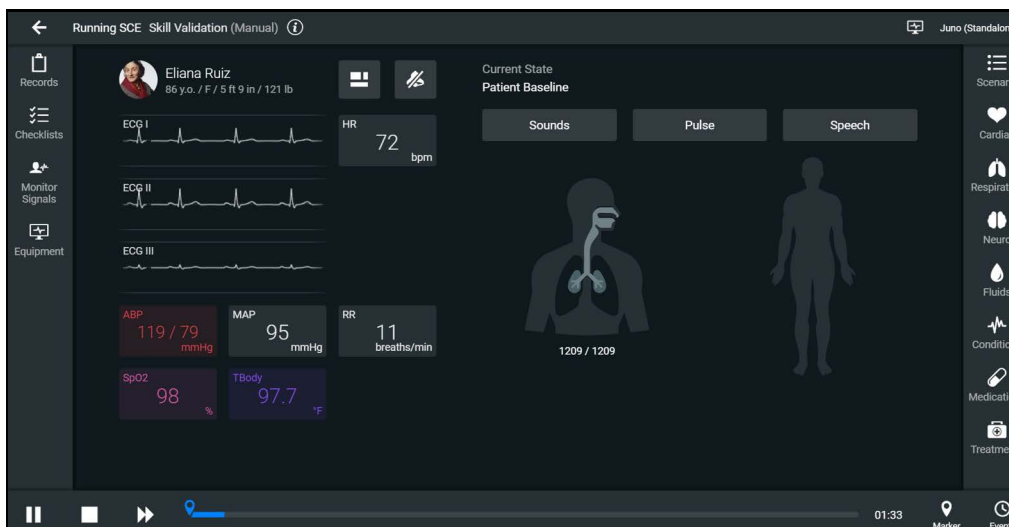 Running SCE Skill Validation (Manual)
Juno (Standalon
Records
Checklists
Monitor
Signals
Equipment
Eliana Ruiz
86 y.o. / F / 5 ft 9 in / 121 lb
ECG I
HR
72
bpm
ECG II
ECG III
ABP
119 / 79
mmHg
MAP
95
mmHg
RR
11
breaths/min
SpO2
98
%
TBody
97.7
°F
Current State
Patient Baseline
Sounds
Pulse
Speech
1209 / 1209
Scenar
Cardia
Respirat
Neuro
Fluids
Conditio
Medicati
Treatme
01:33
Marker
Event